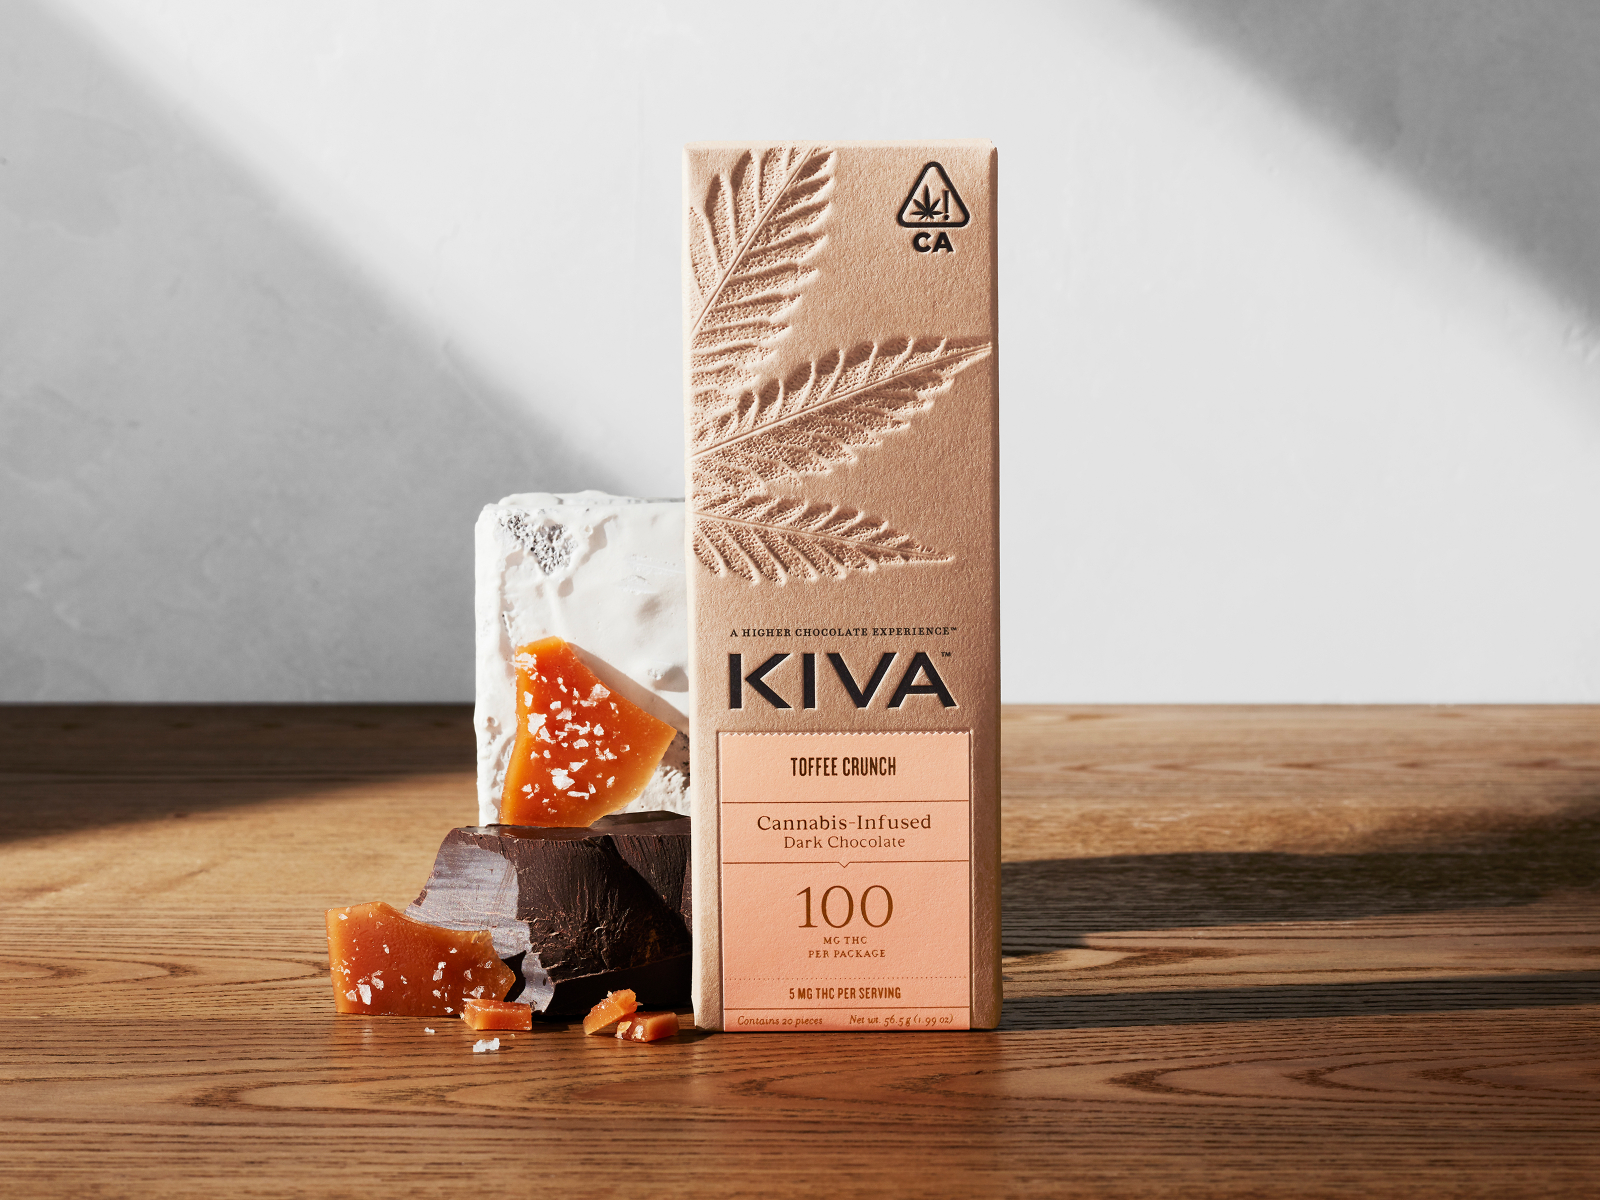 CA
A HIGHER CHOCOLATE EXPERIENCE™
KIVA™
TOFFEE CRUNCH
Cannabis-Infused
Dark Chocolate
100
MG THC
PER PACKAGE
5 MG THC PER SERVING
Contains 20 pieces Net wt. 56.5 g (1.99 oz)